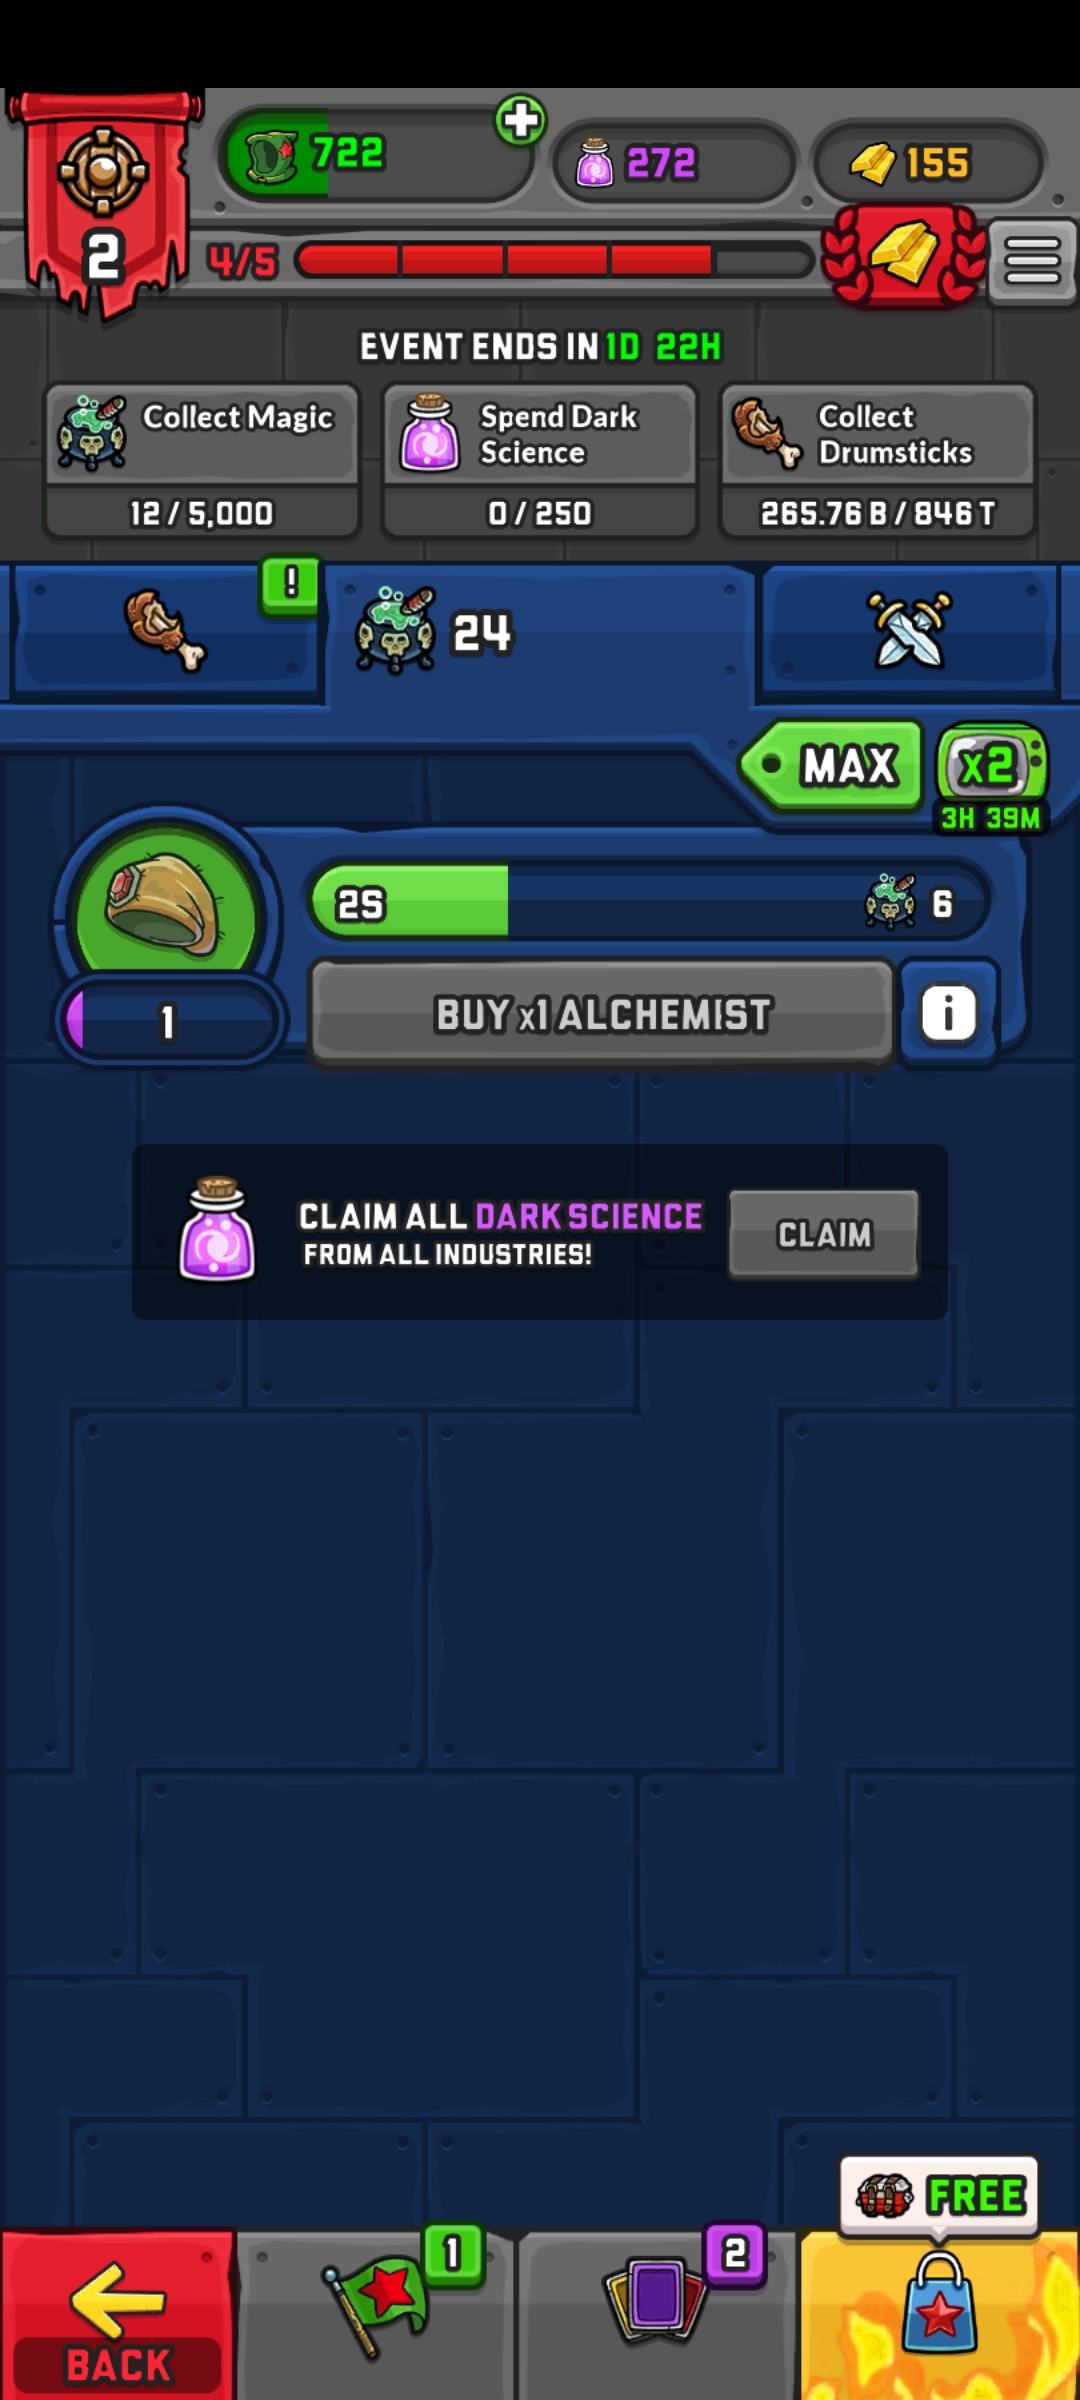 722
272
155
2
4/5
EVENT ENDS IN 1D 22H
Collect Magic
12 / 5,000
Spend Dark
Science
0 / 250
Collect
Drumsticks
265.76 B / 846 T
!
24
MAX
x2
3H 39M
2S
6
1
BUY x1 ALCHEMIST
i
CLAIM ALL DARK SCIENCE
FROM ALL INDUSTRIES!
CLAIM
FREE
BACK
1
2